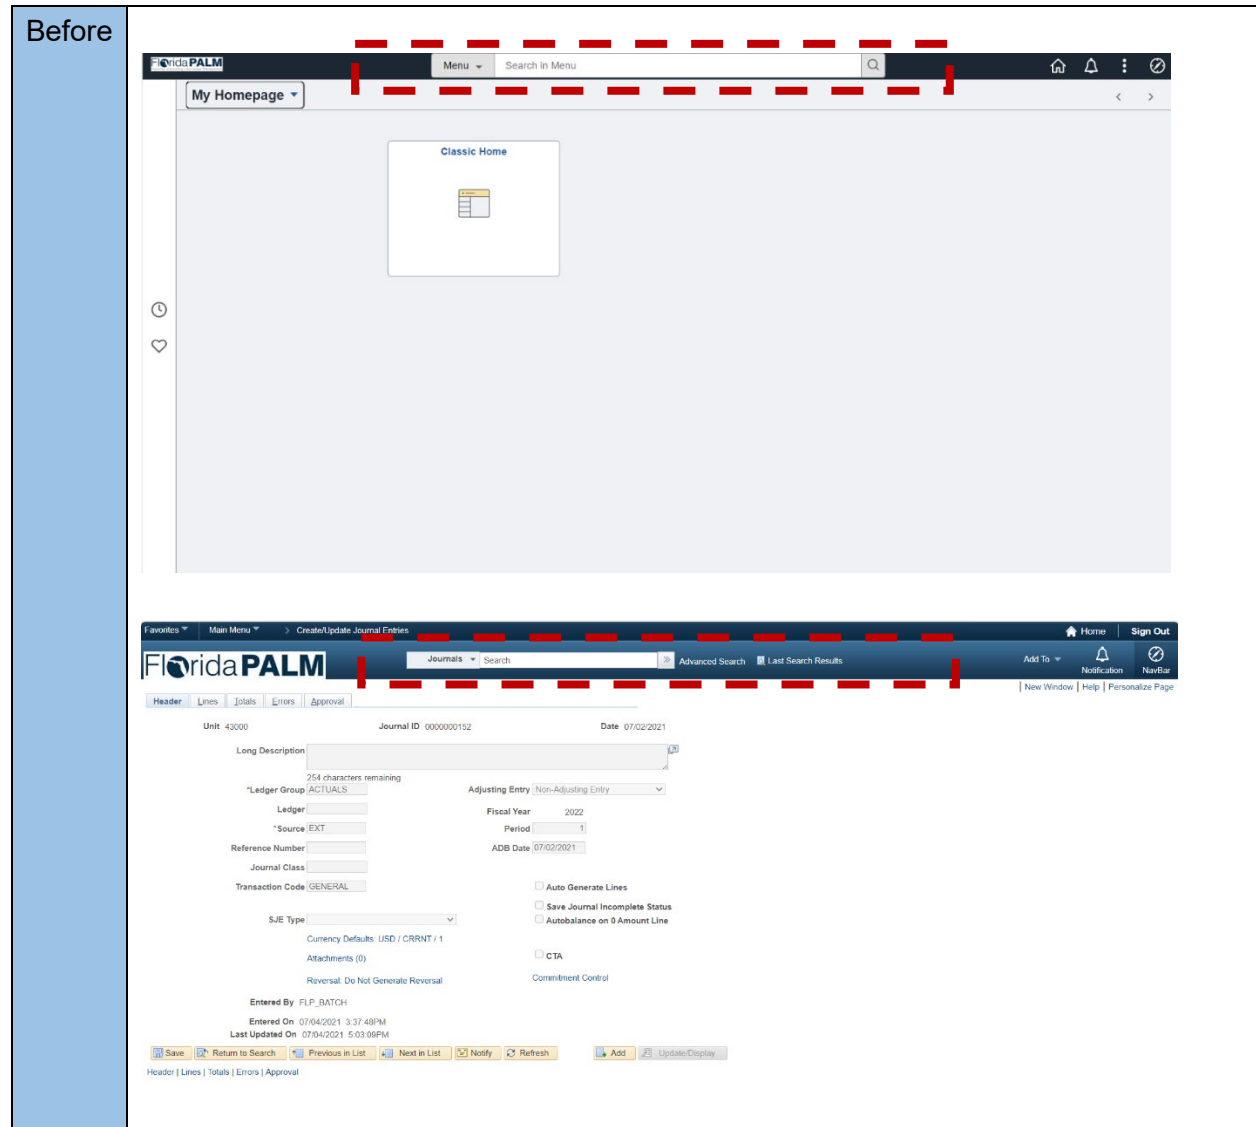 Before
Florida PALM
Menu Search in Menu
My Homepage
Classic Home
Favorites Main Menu > Create/Update Journal Entries Home Sign Out
Florida PALM Journals Search Advanced Search Last Search Results Add To Notification NavBar
New Window | Help | Personalize Page
Header Lines Totals Errors Approval
Unit 43000 Journal ID 0000000152 Date 07/02/2021
Long Description
254 characters remaining
*Ledger Group ACTUALS Adjusting Entry Non-Adjusting Entry
Ledger Fiscal Year 2022
*Source EXT Period 1
Reference Number ADB Date 07/02/2021
Journal Class
Transaction Code GENERAL Auto Generate Lines
Save Journal Incomplete Status
SJE Type Autobalance on 0 Amount Line
Currency Defaults: USD / CRRNT / 1
Attachments (0) CTA
Reversal: Do Not Generate Reversal Commitment Control
Entered By FLP_BATCH
Entered On 07/04/2021 3:37:48PM
Last Updated On 07/04/2021 5:03:09PM
Save Return to Search Previous in List Next in List Notify Refresh Add Update/Display
Header | Lines | Totals | Errors | Approval